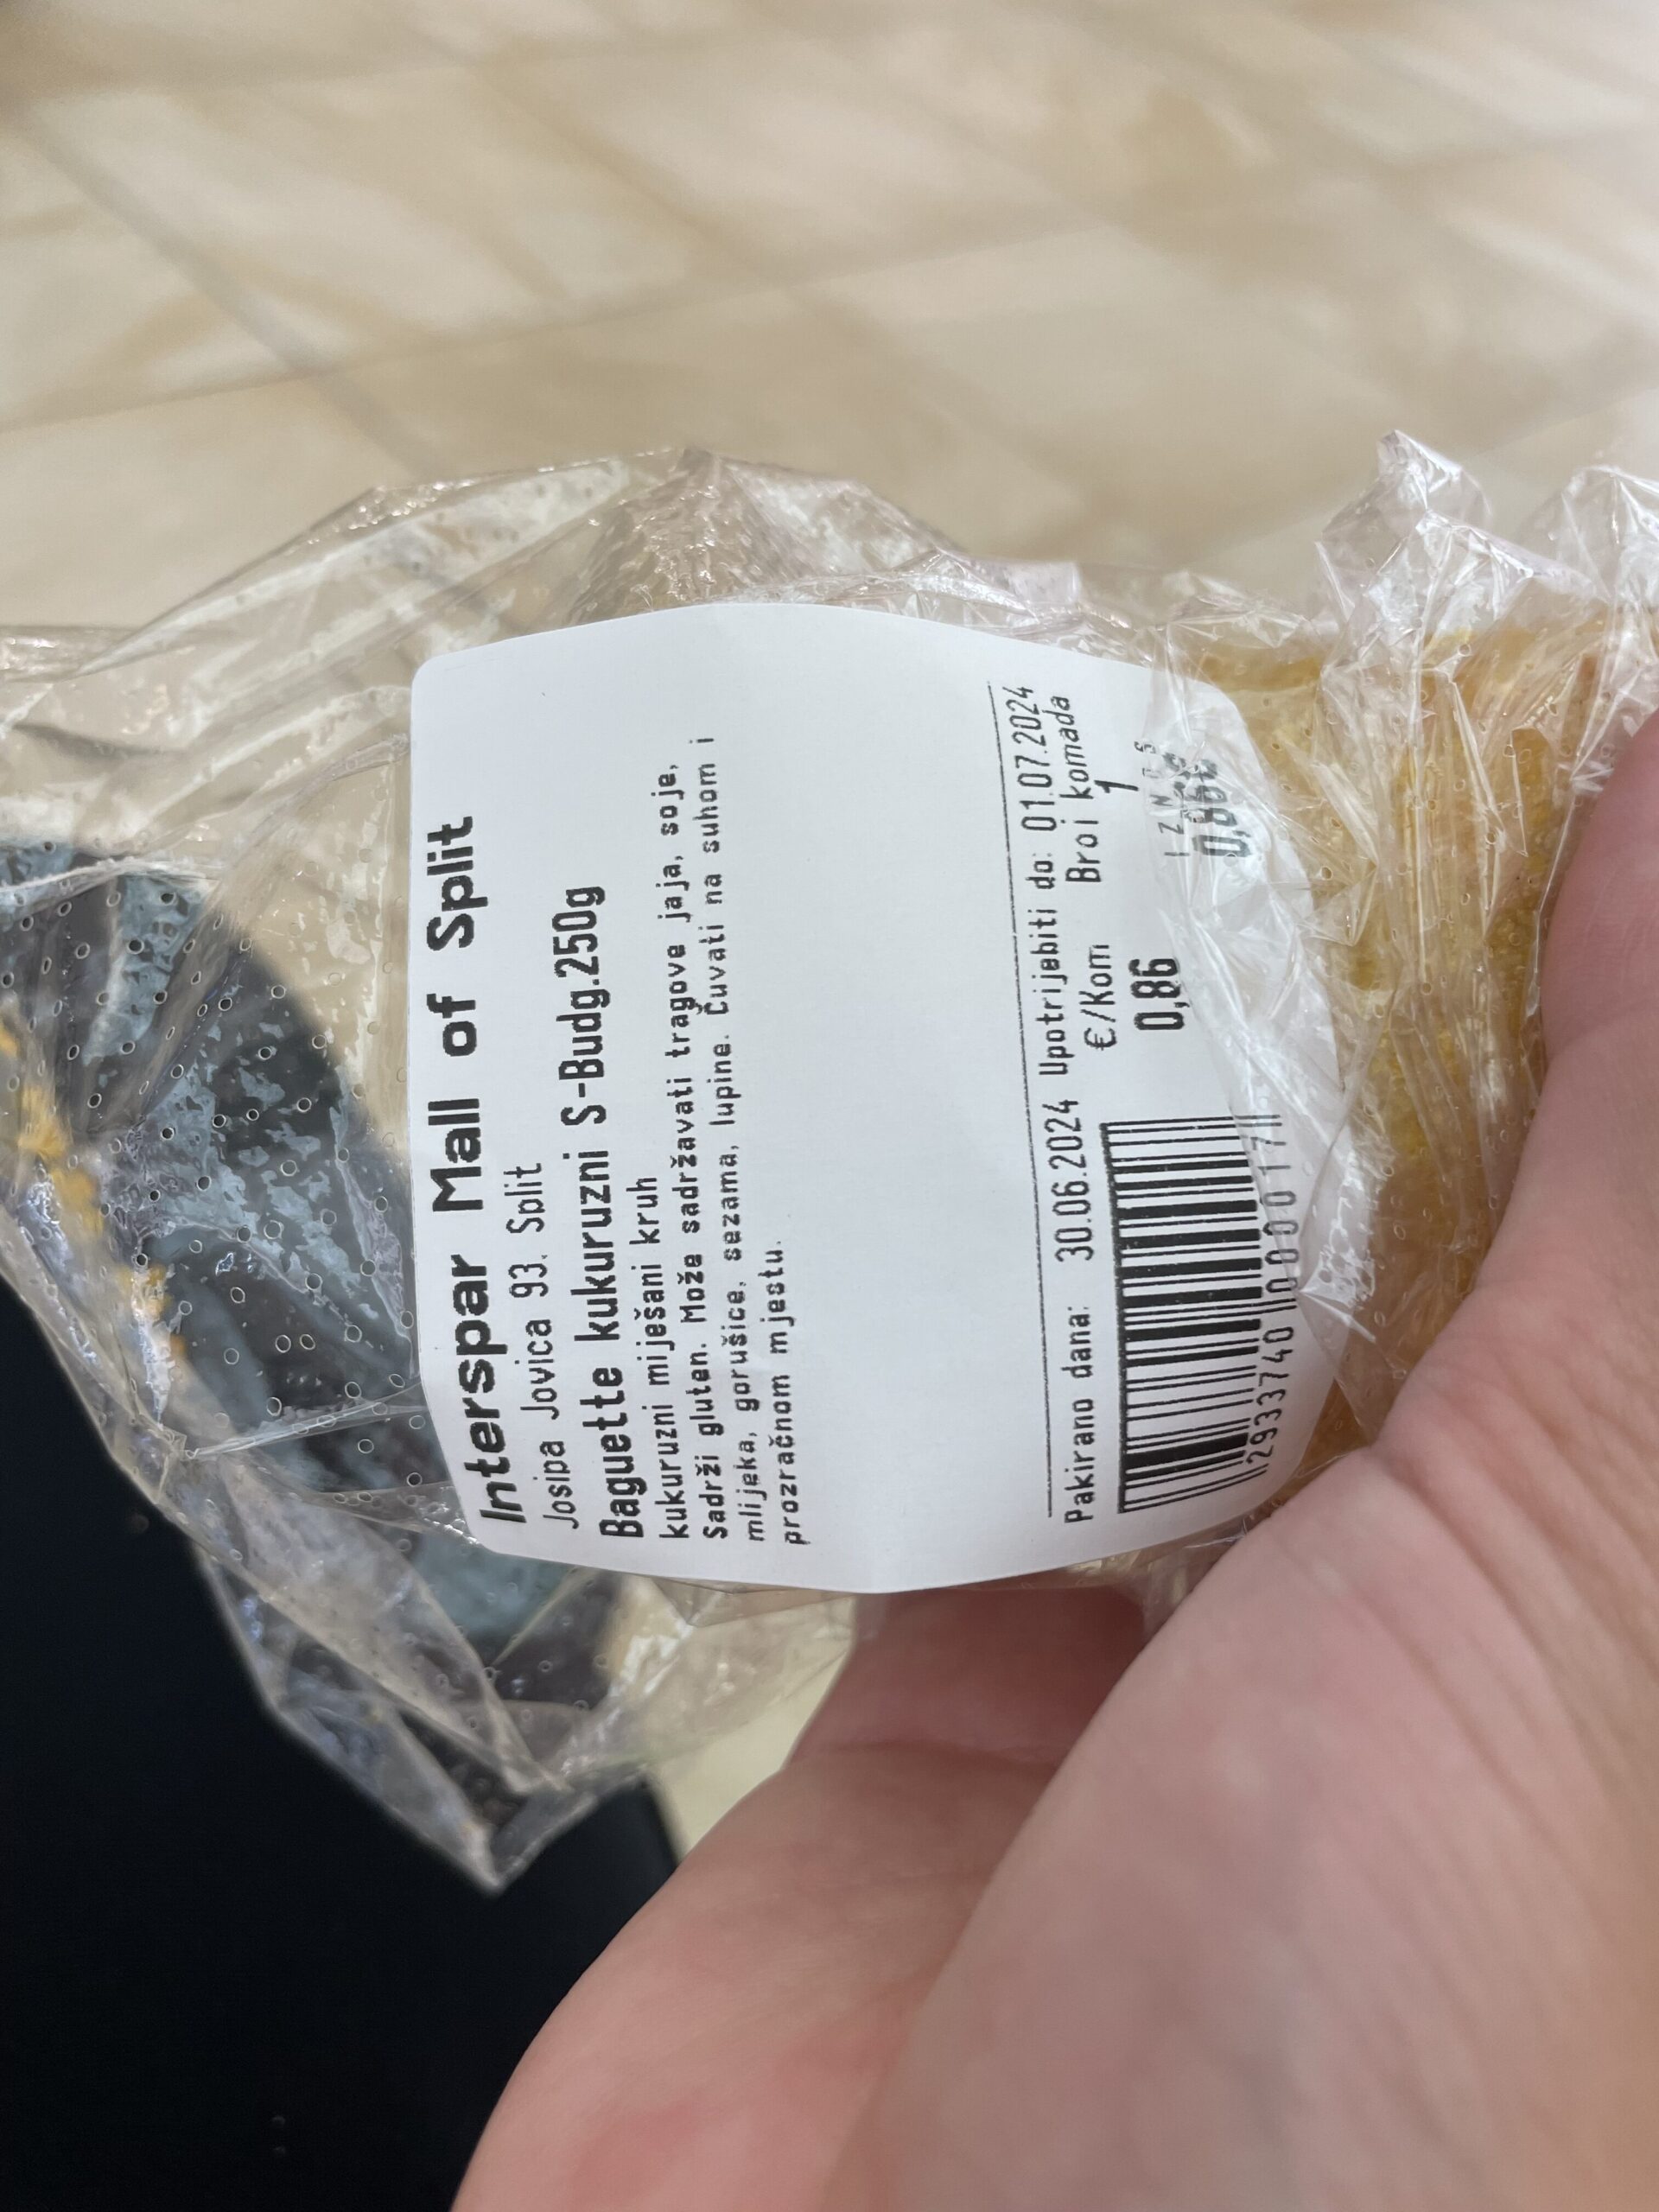 Interspar Mall of Split
Josipa Jovica 93. Split
Baguette kukuruzni S-Budg.250g
kukuruzni miješani kruh
Sadrži gluten. Može sadržavati tragove jaja, soje,
mlijeka, gorušice, sezama, lupine. Čuvati na suhom i
prozračnom mjestu.
Pakirano dana: 30.06.2024 Upotrijebiti do: 01.07.2024
€/Kom Broj komada
0,86 1
IZNOS
0,86€
2933740 000017